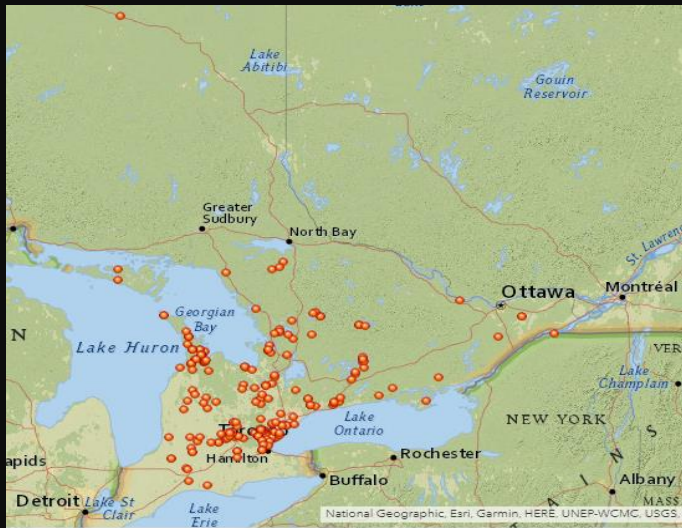 Lake
Abitibi
Gouin
Reservoir
Greater
Sudbury
North Bay
St. Lawrenc
Ottawa
Montréal
Georgian
Bay
N
Lake Huron
VER
Lake
Champlain
Lake
Ontario
NEW YORK
Hamilton
Rochester
apids
Buffalo
Albany
Detroit
Lake St
Clair
Lake
Erie
A I N S
MASS
National Geographic, Esri, Garmin, HERE, UNEP-WCMC, USGS,